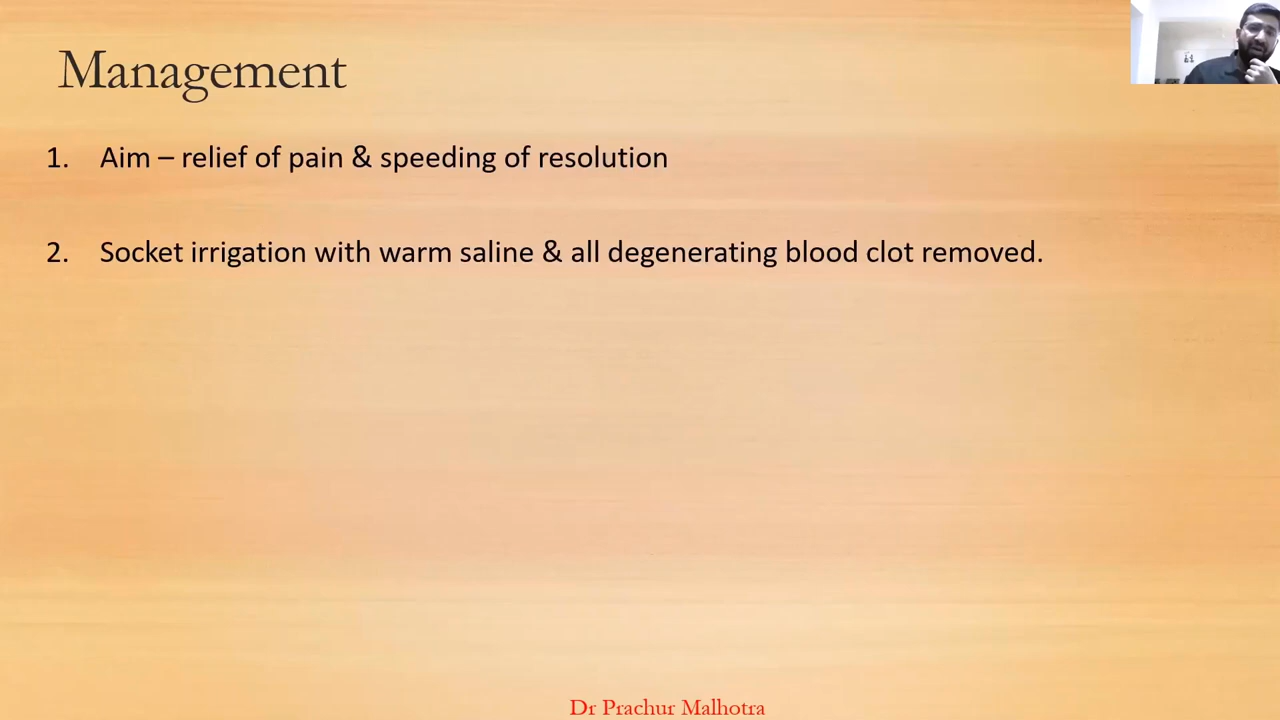 Management
1. Aim – relief of pain & speeding of resolution
2. Socket irrigation with warm saline & all degenerating blood clot removed.
Dr Prachur Malhotra